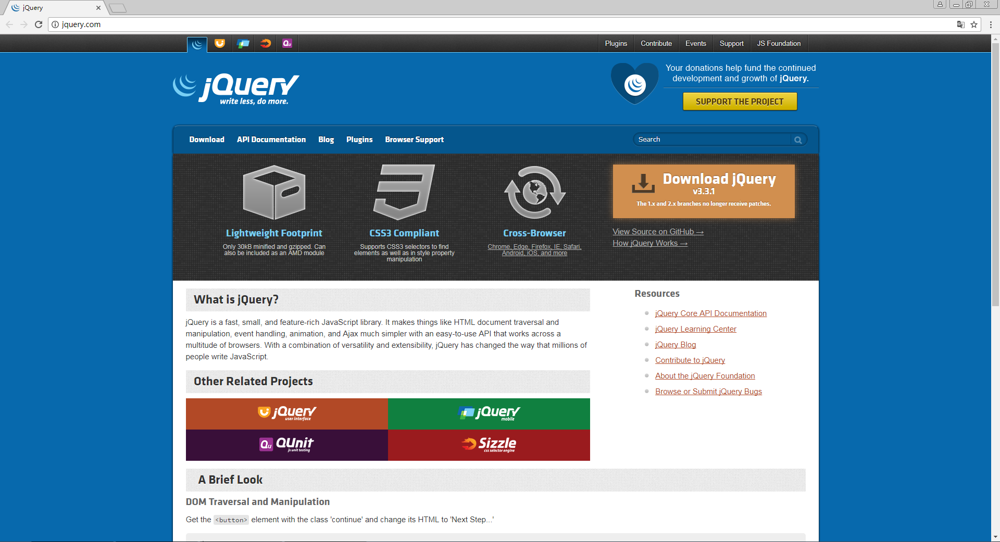 jQuery
jquery.com
Qu
Plugins
Contribute
Events
Support
JS Foundation
jQuery
write less, do more.
Your donations help fund the continued
development and growth of jQuery.
SUPPORT THE PROJECT
Download
API Documentation
Blog
Plugins
Browser Support
Search
Lightweight Footprint
Only 30kB minified and gzipped. Can
also be included as an AMD module
CSS3 Compliant
Supports CSS3 selectors to find
elements as well as in style property
manipulation
Cross-Browser
Chrome, Edge, Firefox, IE, Safari,
Android, iOS, and more
Download jQuery
v3.3.1
The 1.x and 2.x branches no longer receive patches.
View Source on GitHub →
How jQuery Works →
What is jQuery?
jQuery is a fast, small, and feature-rich JavaScript library. It makes things like HTML document traversal and
manipulation, event handling, animation, and Ajax much simpler with an easy-to-use API that works across a
multitude of browsers. With a combination of versatility and extensibility, jQuery has changed the way that millions of
people write JavaScript.
Other Related Projects
jQuery
user interface
jQuery
mobile
Qu QUnit
js unit testing
Sizzle
css selector engine
Resources
jQuery Core API Documentation
jQuery Learning Center
jQuery Blog
Contribute to jQuery
About the jQuery Foundation
Browse or Submit jQuery Bugs
A Brief Look
DOM Traversal and Manipulation
Get the <button> element with the class 'continue' and change its HTML to 'Next Step...'